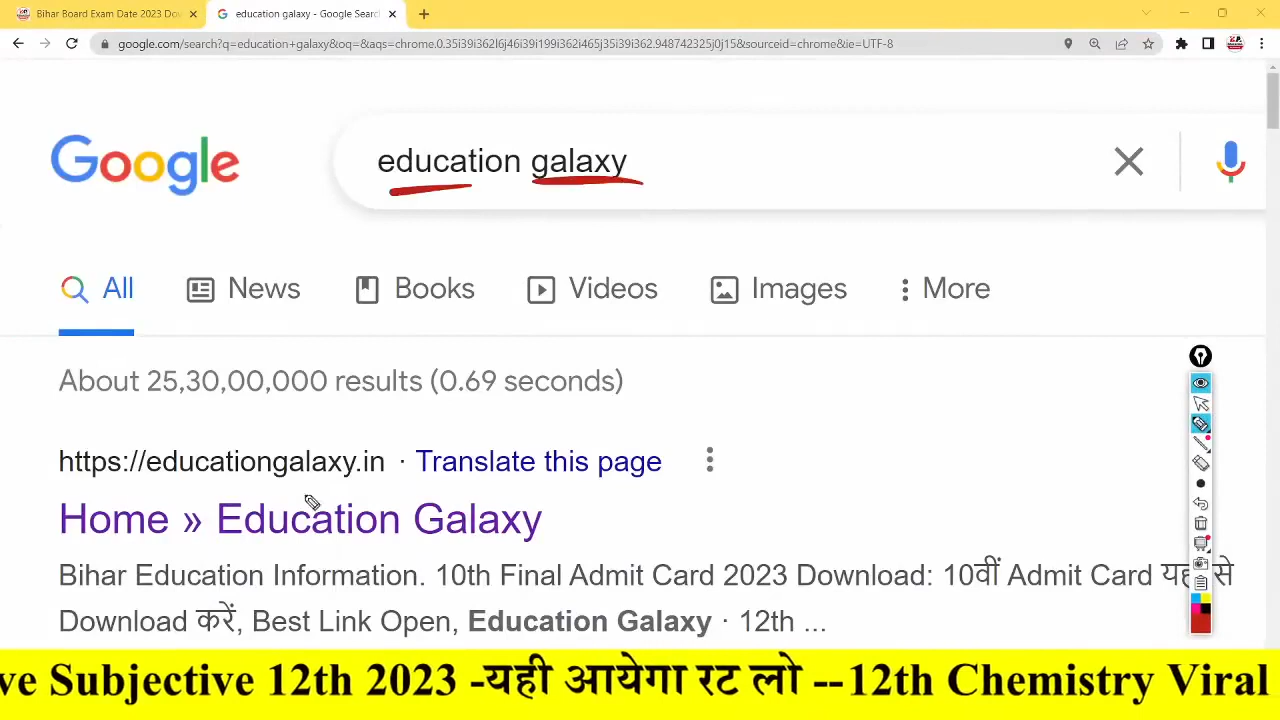 Bihar Board Exam Date 2023 Dou
education galaxy - Google Searc
google.com/search?q=education+galaxy&oq=&aqs=chrome.0.35i39i362l6j46i39i199i362i465j35i39i362.948742325j0j15&sourceid=chrome&ie=UTF-8
Google
education galaxy
All News Books Videos Images More
About 25,30,00,000 results (0.69 seconds)
https://educationgalaxy.in · Translate this page
Home » Education Galaxy
Bihar Education Information. 10th Final Admit Card 2023 Download: 10वीं Admit Card से
Download करें, Best Link Open, Education Galaxy · 12th ...
ve Subjective 12th 2023 -यही आयेगा रट लो --12th Chemistry Viral